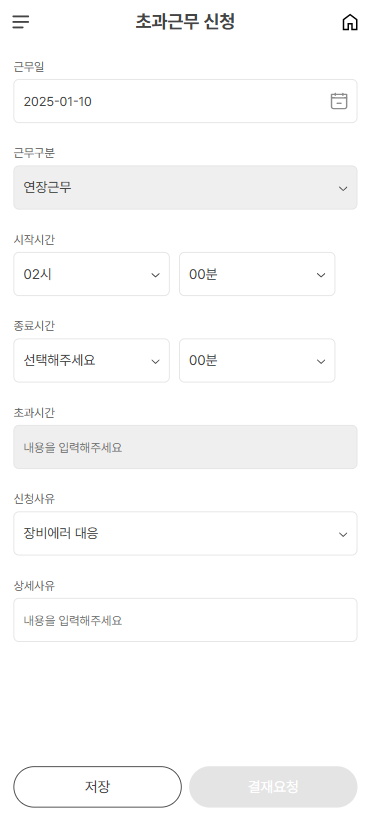 초과근무 신청
근무일
2025-01-10
근무구분
연장근무
시작시간
02시 00분
종료시간
선택해주세요 00분
초과시간
내용을 입력해주세요
신청사유
장비에러 대응
상세사유
내용을 입력해주세요
저장 결재요청